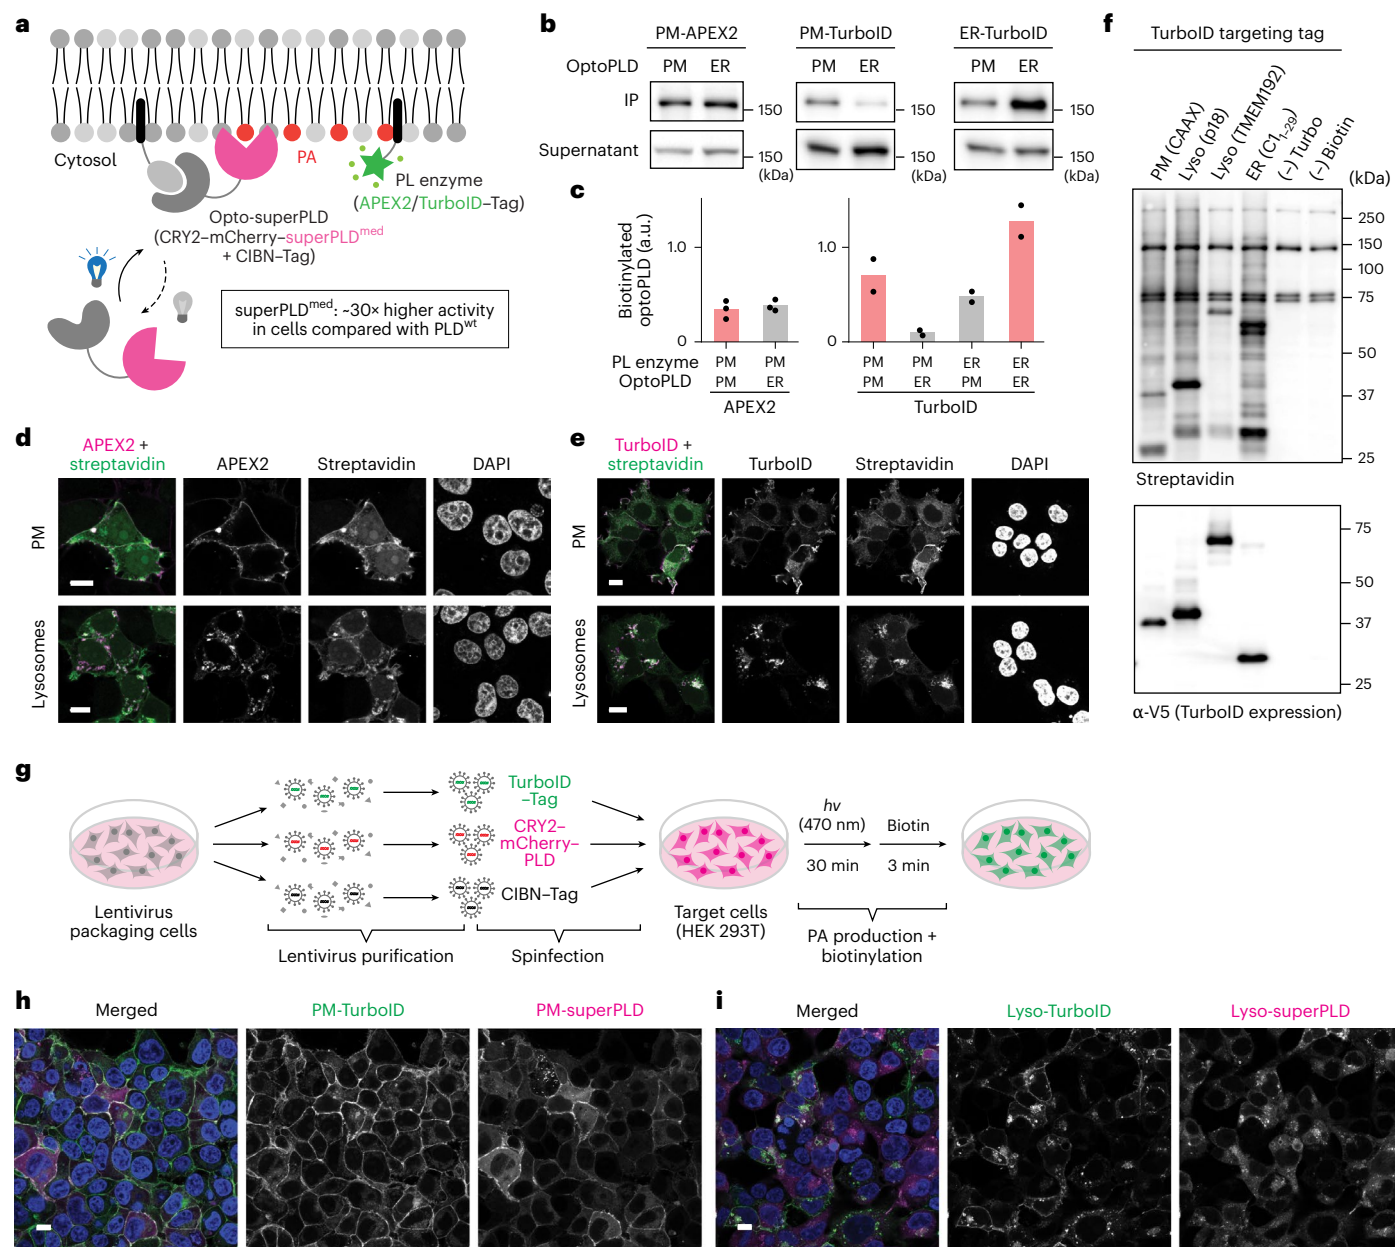 a
Cytosol
PA
PL enzyme
(APEX2/TurboID–Tag)
Opto-superPLD
(CRY2–mCherry–superPLDmed
+ CIBN–Tag)
superPLDmed: ~30× higher activity
in cells compared with PLDwt
b
PM-APEX2
PM-TurboID
ER-TurboID
OptoPLD
PM
ER
PM
ER
PM
ER
IP
150
150
150
Supernatant
150
150
150
(kDa)
(kDa)
(kDa)
c
Biotinylated
optoPLD (a.u.)
1.0
0
1.0
0
PL enzyme
PM
PM
PM
PM
ER
ER
OptoPLD
PM
ER
PM
ER
PM
ER
APEX2
TurboID
d
APEX2 +
streptavidin
APEX2
Streptavidin
DAPI
PM
Lysosomes
e
TurboID +
streptavidin
TurboID
Streptavidin
DAPI
PM
Lysosomes
f
TurboID targeting tag
PM (CAAX)
Lyso (p18)
Lyso (TMEM192)
ER (C11–29)
(-) Turbo
(-) Biotin
(kDa)
250
150
100
75
50
37
25
Streptavidin
75
50
37
25
α-V5 (TurboID expression)
g
Lentivirus
packaging cells
Lentivirus purification
TurboID
–Tag
CRY2–
mCherry–
PLD
CIBN–Tag
Spinfection
Target cells
(HEK 293T)
hv
(470 nm)
30 min
Biotin
3 min
PA production +
biotinylation
h
Merged
PM-TurboID
PM-superPLD
i
Merged
Lyso-TurboID
Lyso-superPLD